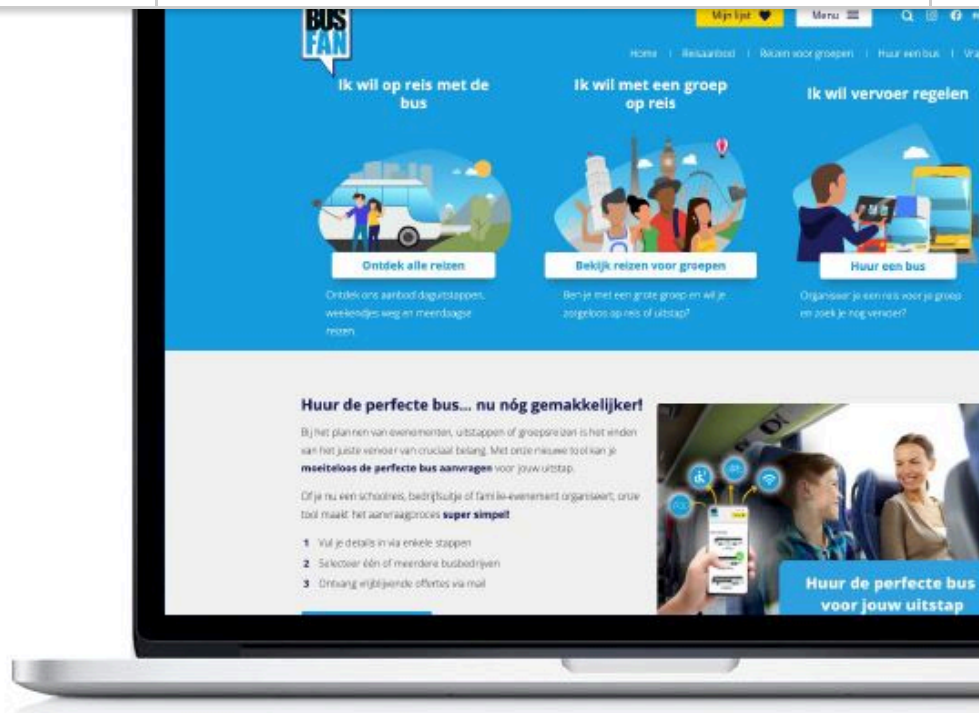 BUS
FAN
Mijn lijst
Menu
Home | Reisaanbod | Reizen voor groepen | Huur een bus |
Ik wil op reis met de
bus
Ontdek alle reizen
Ontdek ons aanbod daguitstappen,
weekendjes weg en meerdaagse
reizen.
Ik wil met een groep
op reis
Bekijk reizen voor groepen
Ben je met een grote groep en wil je
zorgeloos op reis of uitstap?
Ik wil vervoer regelen
Huur een bus
Organiseer je een reis voor je groep
en zoek je nog vervoer?
Huur de perfecte bus... nu nóg gemakkelijker!
Bij het plannen van evenementen, uitstappen of groepsreizen is het vinden
van het juiste vervoer van cruciaal belang. Met onze nieuwe tool kan je
moeiteloos de perfecte bus aanvragen voor jouw uitstap.
Of je nu een schoolreis, bedrijfsuitje of familie-evenement organiseert, onze
tool maakt het aanvraagproces super simpel!
1 Vul je details in via enkele stappen
2 Selecteer één of meerdere busbedrijven
3 Ontvang vrijblijvende offertes via mail
Huur de perfecte bus
voor jouw uitstap